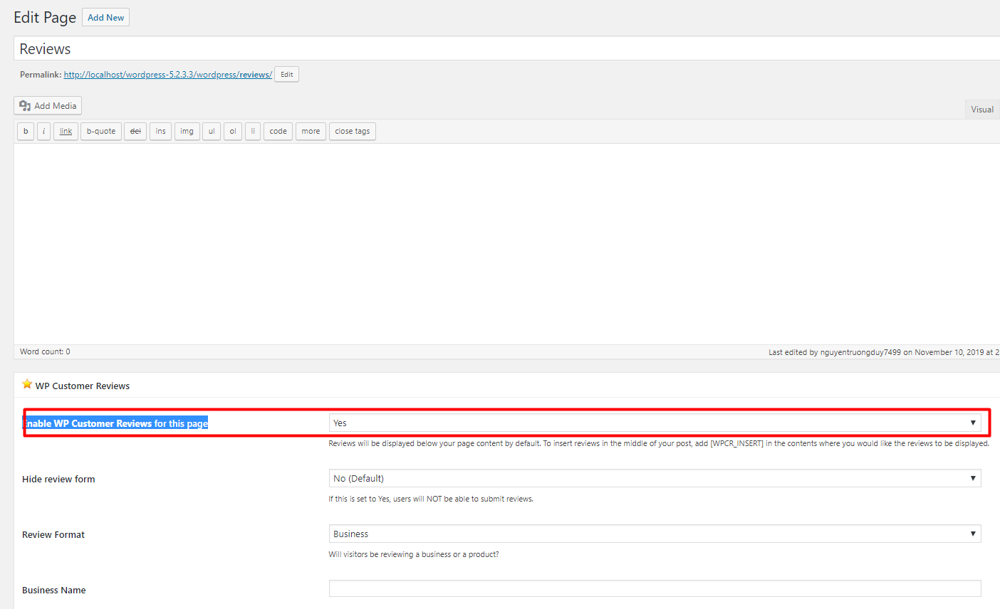 Edit Page Add New
Reviews
Permalink: http://localhost/wordpress-5.2.3.3/wordpress/reviews/ Edit
Add Media
Visual
b i link b-quote del ins img ul ol li code more close tags
Word count: 0
Last edited by nguyentruongduy7499 on November 10, 2019 at 2
WP Customer Reviews
Enable WP Customer Reviews for this page Yes
Reviews will be displayed below your page content by default. To insert reviews in the middle of your post, add [WPCR_INSERT] in the contents where you would like the reviews to be displayed.
Hide review form No (Default)
If this is set to Yes, users will NOT be able to submit reviews.
Review Format Business
Will visitors be reviewing a business or a product?
Business Name